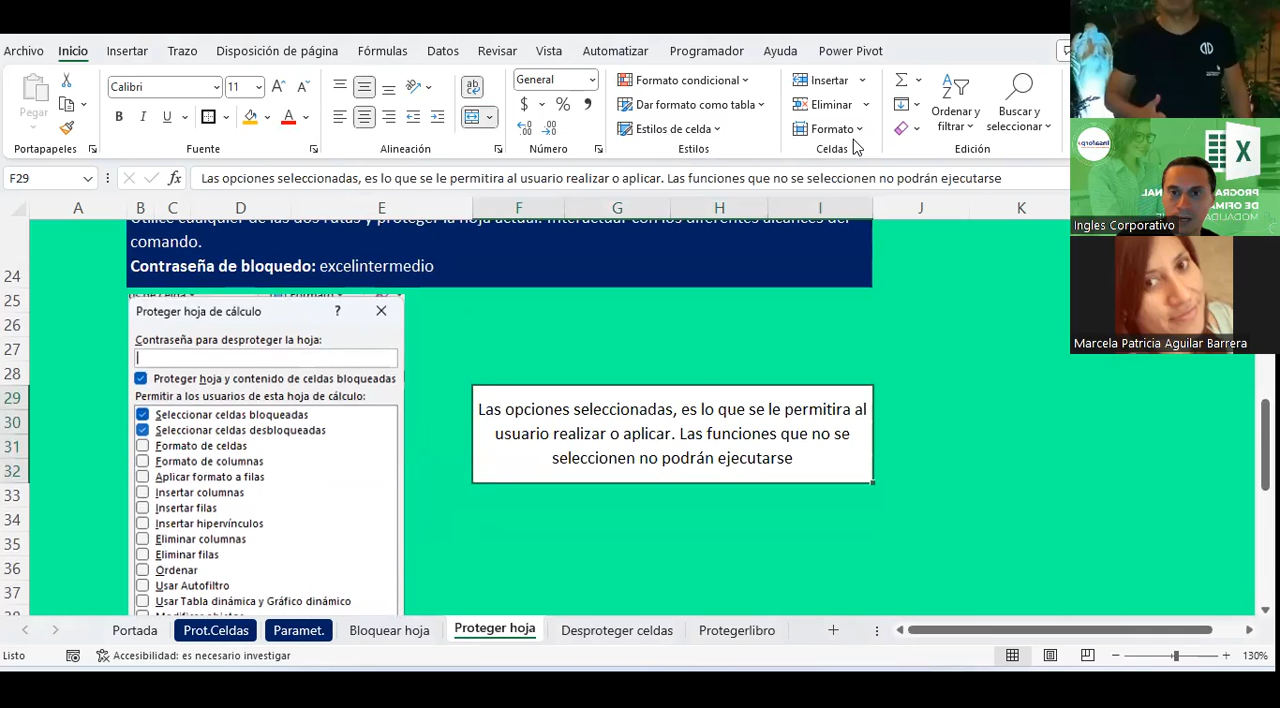 Archivo Inicio Insertar Trazo Disposición de página Fórmulas Datos Revisar Vista Automatizar Programador Ayuda Power Pivot
Pegar
Portapapeles
Calibri 11
N K S
Fuente
Alineación
General
$ % 
Número
Formato condicional
Dar formato como tabla
Estilos de celda
Estilos
Insertar
Eliminar
Formato
Celdas
Ordenar y filtrar
Buscar y seleccionar
Edición
F29 fx Las opciones seleccionadas, es lo que se le permitira al usuario realizar o aplicar. Las funciones que no se seleccionen no podrán ejecutarse
A B C D E F G H I J K
comando.
Contraseña de bloquedo: excelintermedio
24
25
26
27
28
29
30
31
32
33
34
35
36
37
Proteger hoja de cálculo ?
Contraseña para desproteger la hoja:
Proteger hoja y contenido de celdas bloqueadas
Permitir a los usuarios de esta hoja de cálculo:
Seleccionar celdas bloqueadas
Seleccionar celdas desbloqueadas
Formato de celdas
Formato de columnas
Aplicar formato a filas
Insertar columnas
Insertar filas
Insertar hipervínculos
Eliminar columnas
Eliminar filas
Ordenar
Usar Autofiltro
Usar Tabla dinámica y Gráfico dinámico
Las opciones seleccionadas, es lo que se le permitira al
usuario realizar o aplicar. Las funciones que no se
seleccionen no podrán ejecutarse
Portada Prot.Celdas Paramet. Bloquear hoja Proteger hoja Desproteger celdas Protegerlibro
Listo Accesibilidad: es necesario investigar 130%
Ingles Corporativo
Marcela Patricia Aguilar Barrera